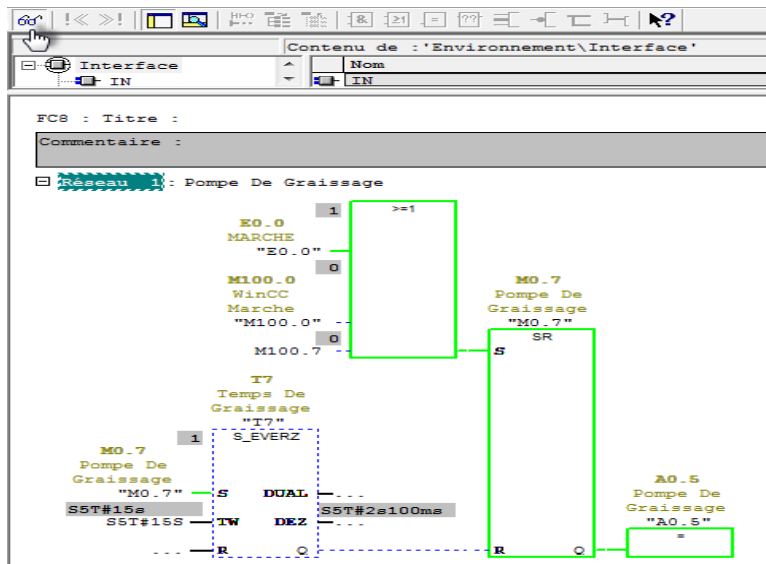 &
>=1
=
??
?
Contenu de :'Environnement\Interface'
Interface
Nom
IN
IN
FC8 : Titre :
Commentaire :
Réseau 1 : Pompe De Graissage
1
>=1
E0.0
MARCHE
"E0.0"
0
M100.0
WinCC
Marche
"M100.0"
0
M100.7
M0.7
Pompe De
Graissage
"M0.7"
SR
S
T7
Temps De
Graissage
"T7"
1
S_EVERZ
M0.7
Pompe De
Graissage
"M0.7"
S
DUAL
...
S5T#15s
S5T#2s100ms
S5T#15S
TW
DEZ
...
...
R
Q
R
Q
A0.5
Pompe De
Graissage
"A0.5"
=